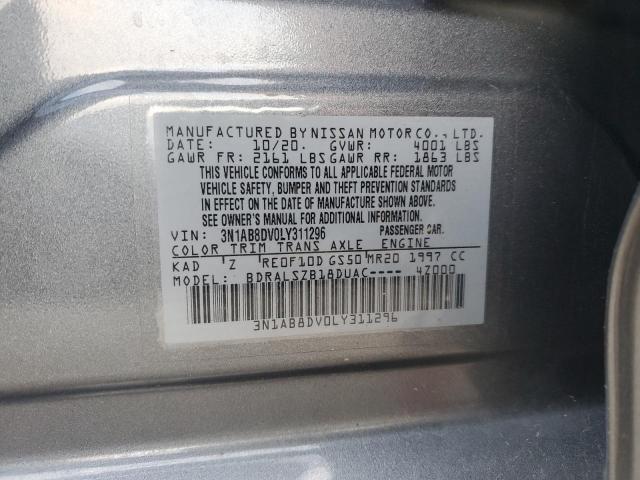 MANUFACTURED BY NISSAN MOTOR CO., LTD.
DATE: 10/20. GVWR: 4001 LBS
GAWR FR: 2161 LBS GAWR RR: 1863 LBS
THIS VEHICLE CONFORMS TO ALL APPLICABLE FEDERAL MOTOR
VEHICLE SAFETY, BUMPER AND THEFT PREVENTION STANDARDS
IN EFFECT ON THE DATE OF MANUFACTURE SHOWN ABOVE.
SEE OWNER'S MANUAL FOR ADDITIONAL INFORMATION.
VIN: 3N1AB8DV0LY311296 PASSENGER CAR.
COLOR TRIM TRANS AXLE ENGINE
KAD 'Z RE0F10D GS50 MR20 1997 CC
MODEL: BDRALSZB18DUAC---- 4Z000
3N1AB8DV0LY311296